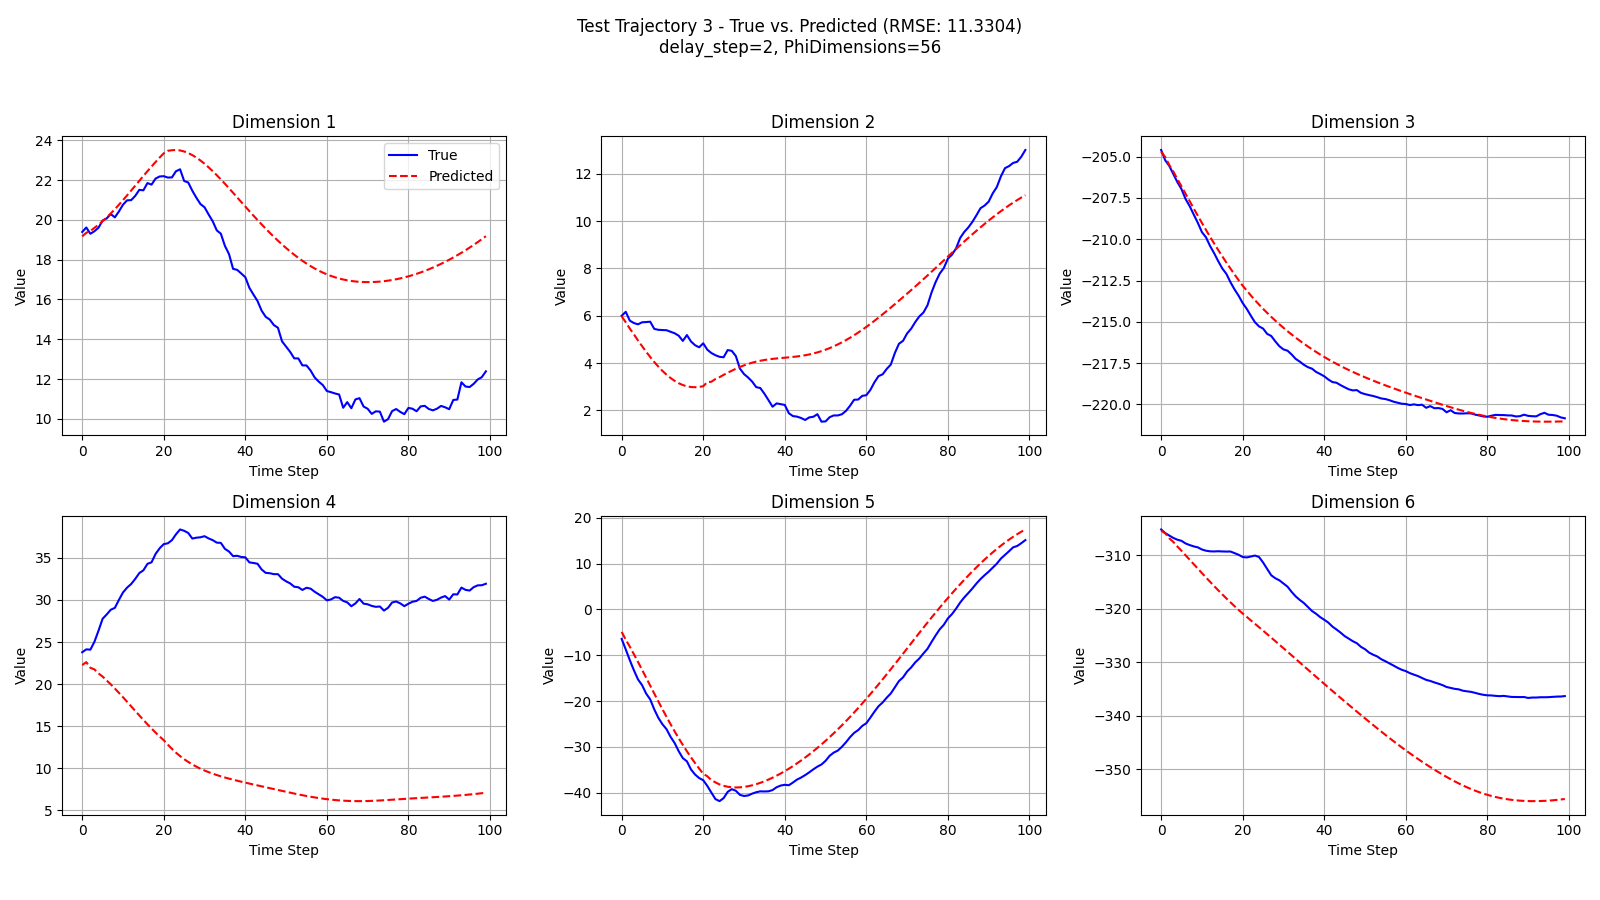 Test Trajectory 3 - True vs. Predicted (RMSE: 11.3304)
delay_step=2, PhiDimensions=56
Dimension 1
24
22
20
18
16
14
12
10
Value
True
Predicted
0 20 40 60 80 100
Time Step
Dimension 2
12
10
8
6
4
2
Value
0 20 40 60 80 100
Time Step
Dimension 3
−205.0
−207.5
−210.0
−212.5
−215.0
−217.5
−220.0
Value
0 20 40 60 80 100
Time Step
Dimension 4
35
30
25
20
15
10
5
Value
0 20 40 60 80 100
Time Step
Dimension 5
20
10
0
−10
−20
−30
−40
Value
0 20 40 60 80 100
Time Step
Dimension 6
−310
−320
−330
−340
−350
Value
0 20 40 60 80 100
Time Step